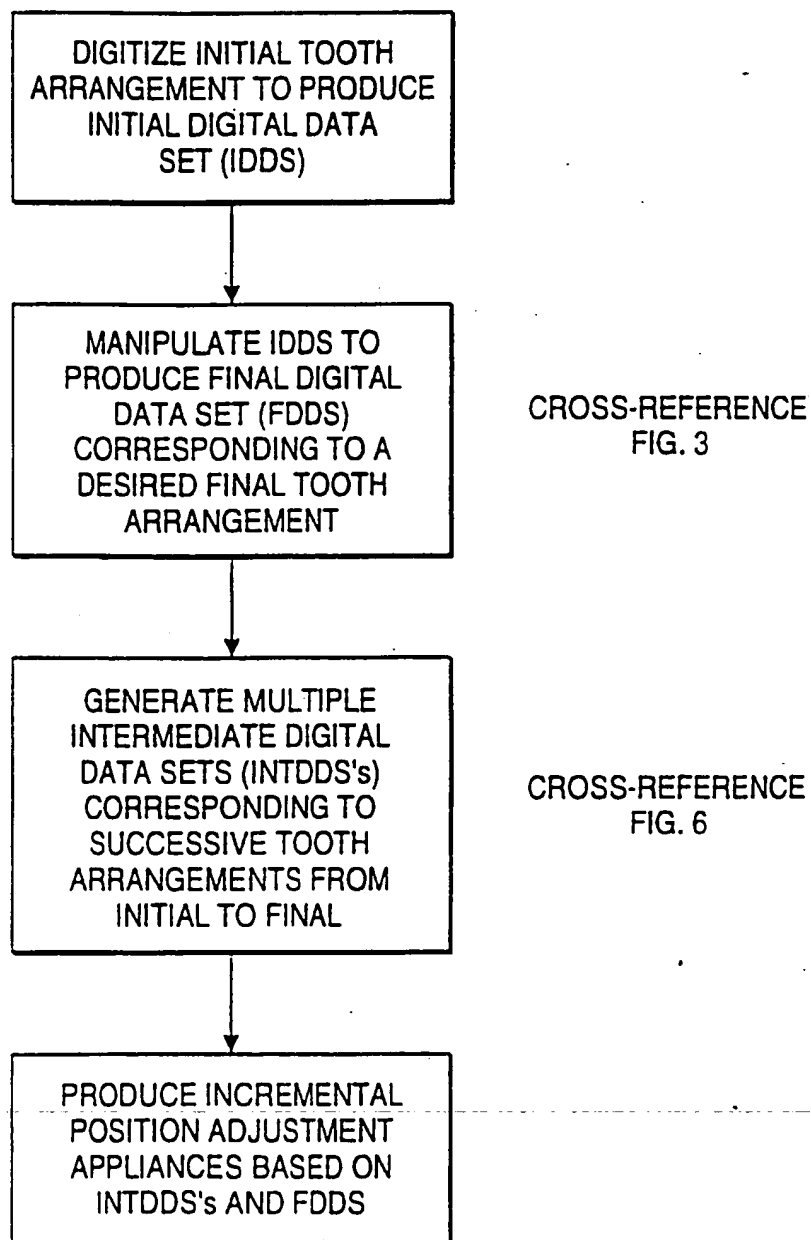 DIGITIZE INITIAL TOOTH
ARRANGEMENT TO PRODUCE
INITIAL DIGITAL DATA
SET (IDDS)
MANIPULATE IDDS TO
PRODUCE FINAL DIGITAL
DATA SET (FDDS)
CORRESPONDING TO A
DESIRED FINAL TOOTH
ARRANGEMENT
CROSS-REFERENCE
FIG. 3
GENERATE MULTIPLE
INTERMEDIATE DIGITAL
DATA SETS (INTDDS's)
CORRESPONDING TO
SUCCESSIVE TOOTH
ARRANGEMENTS FROM
INITIAL TO FINAL
CROSS-REFERENCE
FIG. 6
PRODUCE INCREMENTAL
POSITION ADJUSTMENT
APPLIANCES BASED ON
INTDDS's AND FDDS